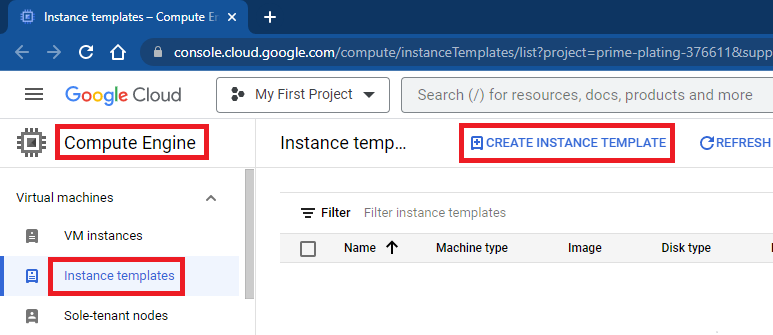 Instance templates – Compute En
console.cloud.google.com/compute/instanceTemplates/list?project=prime-plating-376611&supp
Google Cloud
My First Project
Search (/) for resources, docs, products and more
Compute Engine
Instance temp...
CREATE INSTANCE TEMPLATE
REFRESH
Virtual machines
Filter Filter instance templates
VM instances
Name Machine type Image Disk type
Instance templates
Sole-tenant nodes